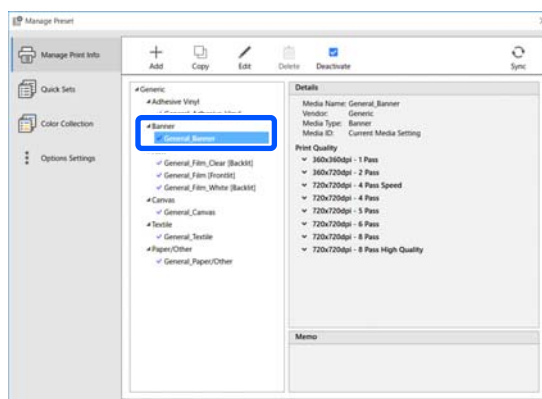 Manage Preset
Manage Print Info
Quick Sets
Color Collection
Options Settings
Add Copy Edit Delete Deactivate Sync
Generic
Adhesive Vinyl
Banner
General_Banner
General_Film_Clear [Backlit]
General_Film [Frontlit]
General_Film_White [Backlit]
Canvas
General_Canvas
Textile
General_Textile
Paper/Other
General_Paper/Other
Details
Media Name: General_Banner
Vendor: Generic
Media Type: Banner
Media ID: Current Media Setting
Print Quality
360x360dpi - 1 Pass
360x720dpi - 2 Pass
720x720dpi - 4 Pass Speed
720x720dpi - 4 Pass
720x720dpi - 5 Pass
720x720dpi - 6 Pass
720x720dpi - 8 Pass
720x720dpi - 8 Pass High Quality
Memo